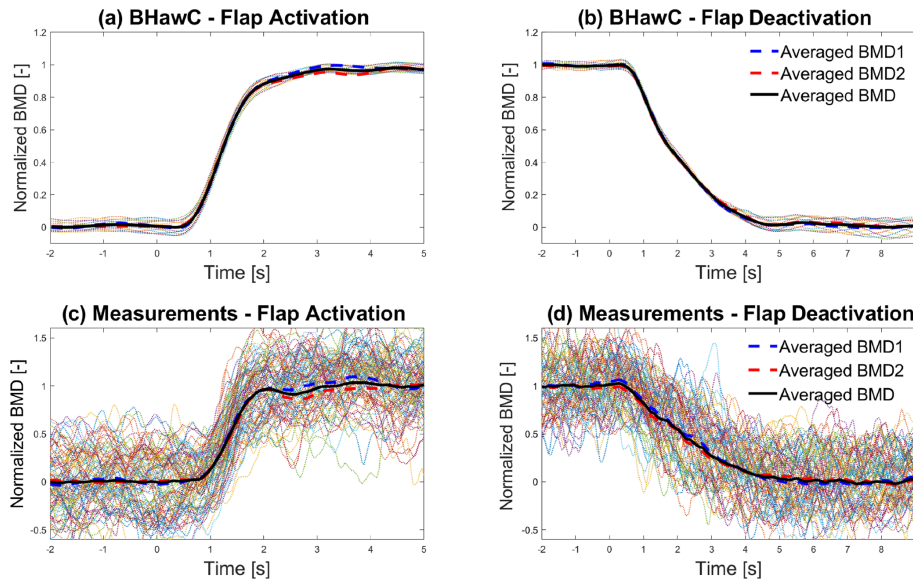 (a) BHawC - Flap Activation
Normalized BMD [-]
1.2
1
0.8
0.6
0.4
0.2
0
-2 -1 0 1 2 3 4 5
Time [s]
(b) BHawC - Flap Deactivation
Averaged BMD1
Averaged BMD2
Averaged BMD
Normalized BMD [-]
1.2
1
0.8
0.6
0.4
0.2
0
-2 -1 0 1 2 3 4 5 6 7 8
Time [s]
(c) Measurements - Flap Activation
Normalized BMD [-]
1.5
1
0.5
0
-0.5
-2 -1 0 1 2 3 4 5
Time [s]
(d) Measurements - Flap Deactivation
Averaged BMD1
Averaged BMD2
Averaged BMD
Normalized BMD [-]
1.5
1
0.5
0
-0.5
-2 -1 0 1 2 3 4 5 6 7 8
Time [s]